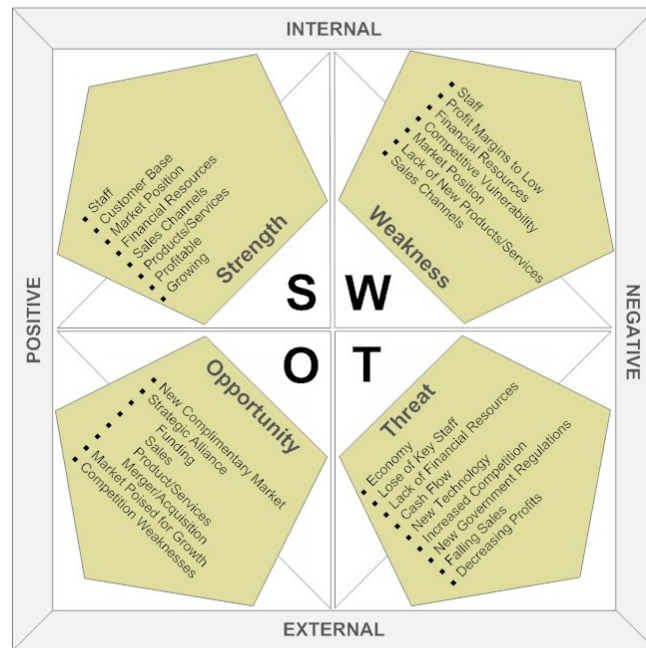 INTERNAL
POSITIVE
NEGATIVE
EXTERNAL
S W
O T
Strength
Staff
Customer Base
Market Position
Financial Resources
Sales Channels
Products/Services
Profitable
Growing
Weakness
Staff
Profit Margins to Low
Financial Resources
Competitive Vulnerability
Market Position
Lack of New Products/Services
Sales Channels
Opportunity
New Complimentary Market
Strategic Alliance
Funding
Sales
Product/Services
Merger/Acquisition
Market Poised for Growth
Competition Weaknesses
Threat
Economy
Lose of Key Staff
Lack of Financial Resources
Cash Flow
New Technology
Increased Competition
New Government Regulations
Falling Sales
Decreasing Profits